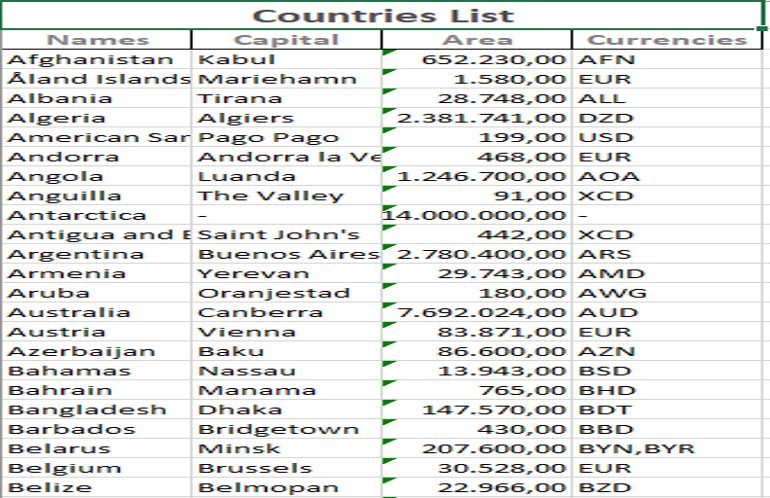 Countries List
Names Capital Area Currencies
Afghanistan Kabul 652.230,00 AFN
Åland Islands Mariehamn 1.580,00 EUR
Albania Tirana 28.748,00 ALL
Algeria Algiers 2.381.741,00 DZD
American Sar Pago Pago 199,00 USD
Andorra Andorra la Ve 468,00 EUR
Angola Luanda 1.246.700,00 AOA
Anguilla The Valley 91,00 XCD
Antarctica - 14.000.000,00 -
Antigua and E Saint John's 442,00 XCD
Argentina Buenos Aires 2.780.400,00 ARS
Armenia Yerevan 29.743,00 AMD
Aruba Oranjestad 180,00 AWG
Australia Canberra 7.692.024,00 AUD
Austria Vienna 83.871,00 EUR
Azerbaijan Baku 86.600,00 AZN
Bahamas Nassau 13.943,00 BSD
Bahrain Manama 765,00 BHD
Bangladesh Dhaka 147.570,00 BDT
Barbados Bridgetown 430,00 BBD
Belarus Minsk 207.600,00 BYN,BYR
Belgium Brussels 30.528,00 EUR
Belize Belmopan 22.966,00 BZD